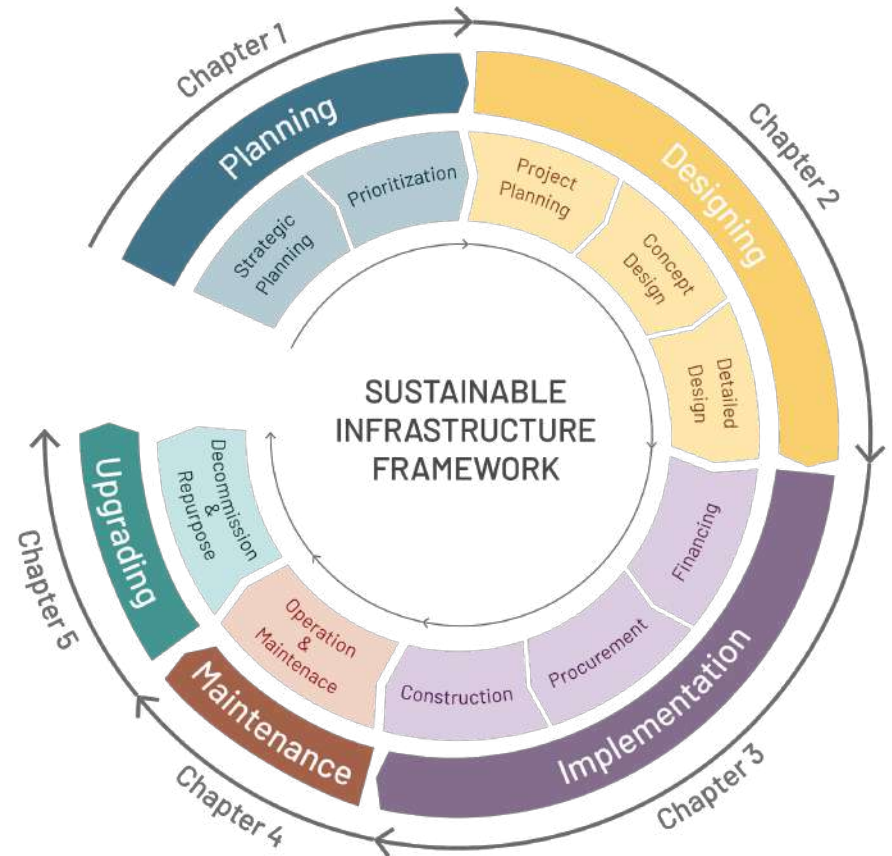 Chapter 1
Planning
Strategic
Planning
Prioritization
Chapter 2
Designing
Project
Planning
Concept
Design
Detailed
Design
Chapter 3
Implementation
Financing
Procurement
Construction
Chapter 4
Maintenance
Operation
&
Maintenace
Chapter 5
Upgrading
Decommission
&
Repurpose
SUSTAINABLE
INFRASTRUCTURE
FRAMEWORK